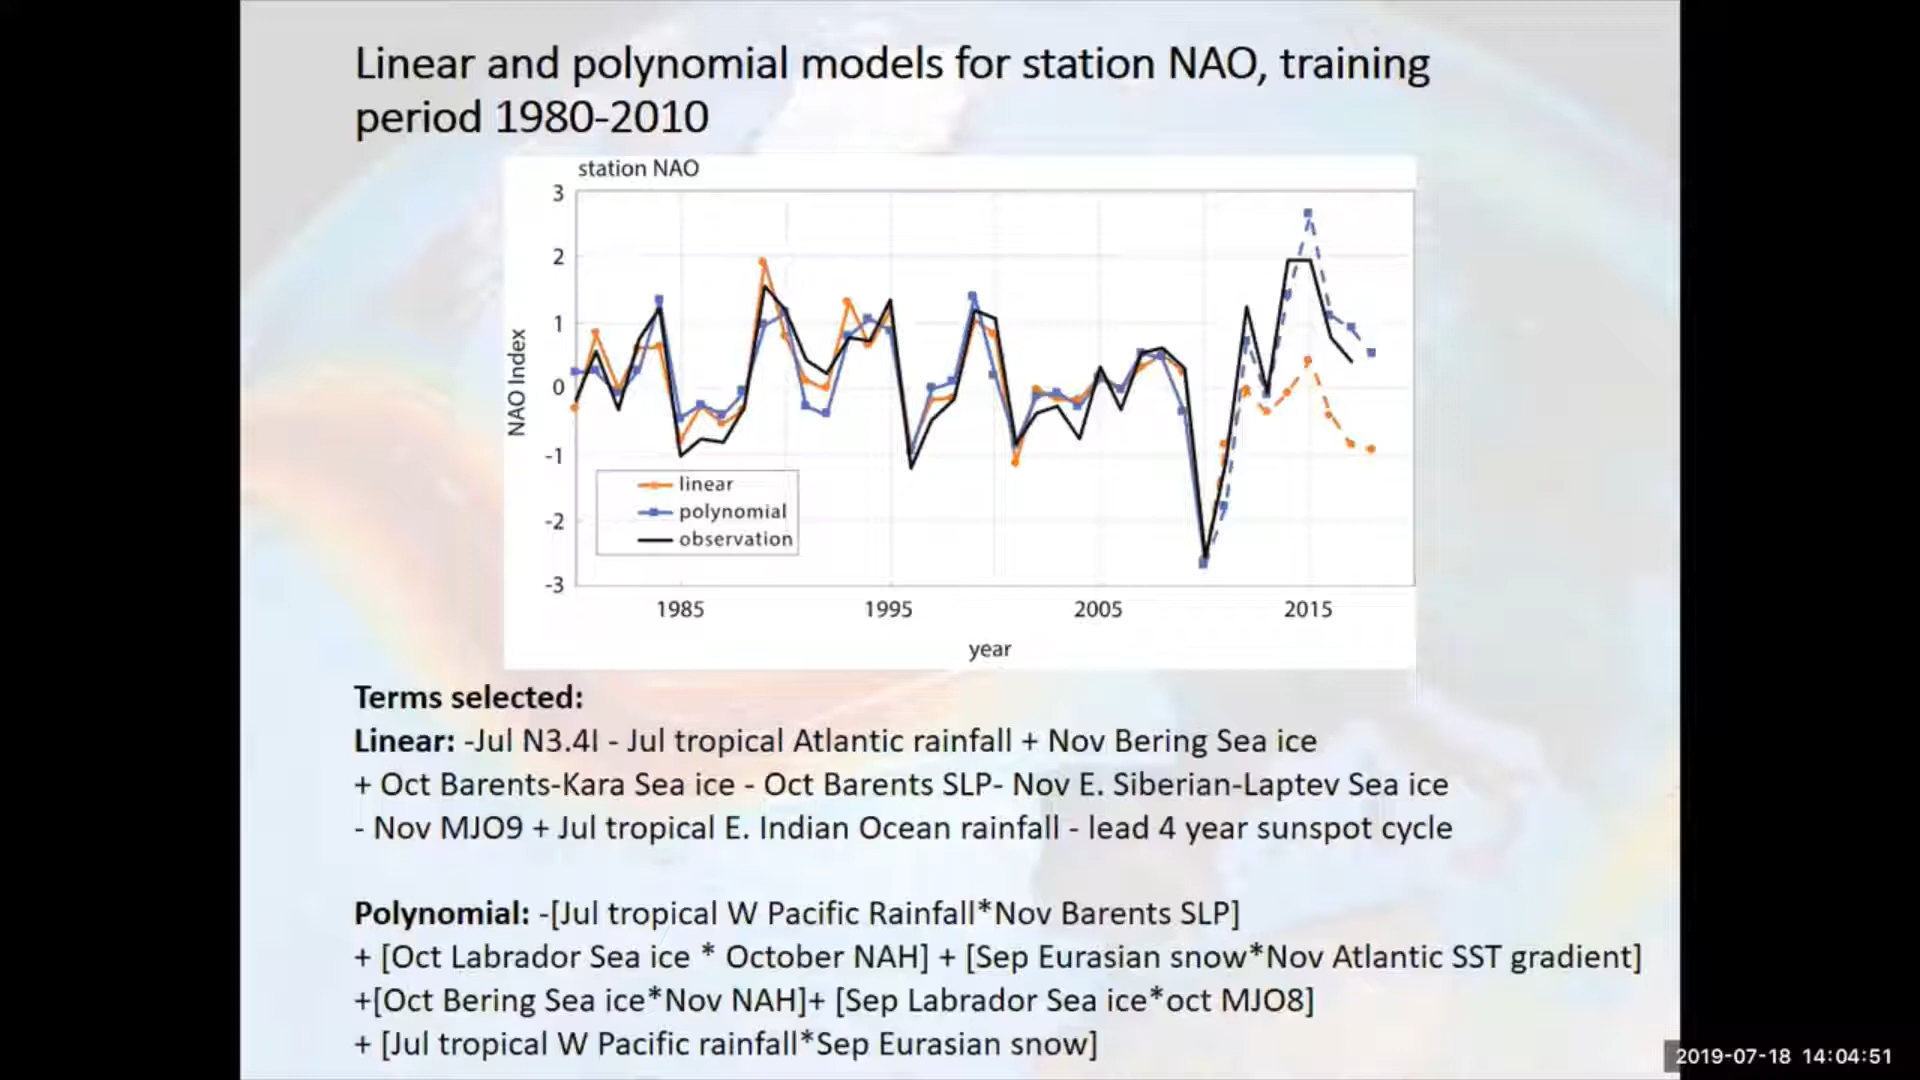 Linear and polynomial models for station NAO, training
period 1980-2010
station NAO
3
2
1
0
-1
-2
-3
NAO Index
linear
polynomial
observation
1985 1995 2005 2015
year
Terms selected:
Linear: -Jul N3.4I - Jul tropical Atlantic rainfall + Nov Bering Sea ice
+ Oct Barents-Kara Sea ice - Oct Barents SLP- Nov E. Siberian-Laptev Sea ice
- Nov MJO9 + Jul tropical E. Indian Ocean rainfall - lead 4 year sunspot cycle
Polynomial: -[Jul tropical W Pacific Rainfall*Nov Barents SLP]
+ [Oct Labrador Sea ice * October NAH] + [Sep Eurasian snow*Nov Atlantic SST gradient]
+[Oct Bering Sea ice*Nov NAH]+ [Sep Labrador Sea ice*oct MJO8]
+ [Jul tropical W Pacific rainfall*Sep Eurasian snow]
2019-07-18 14:04:51